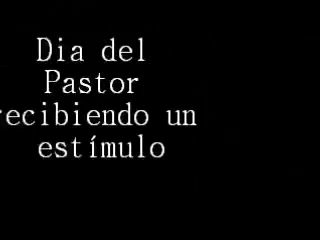 Dia del
Pastor
recibiendo un
estímulo